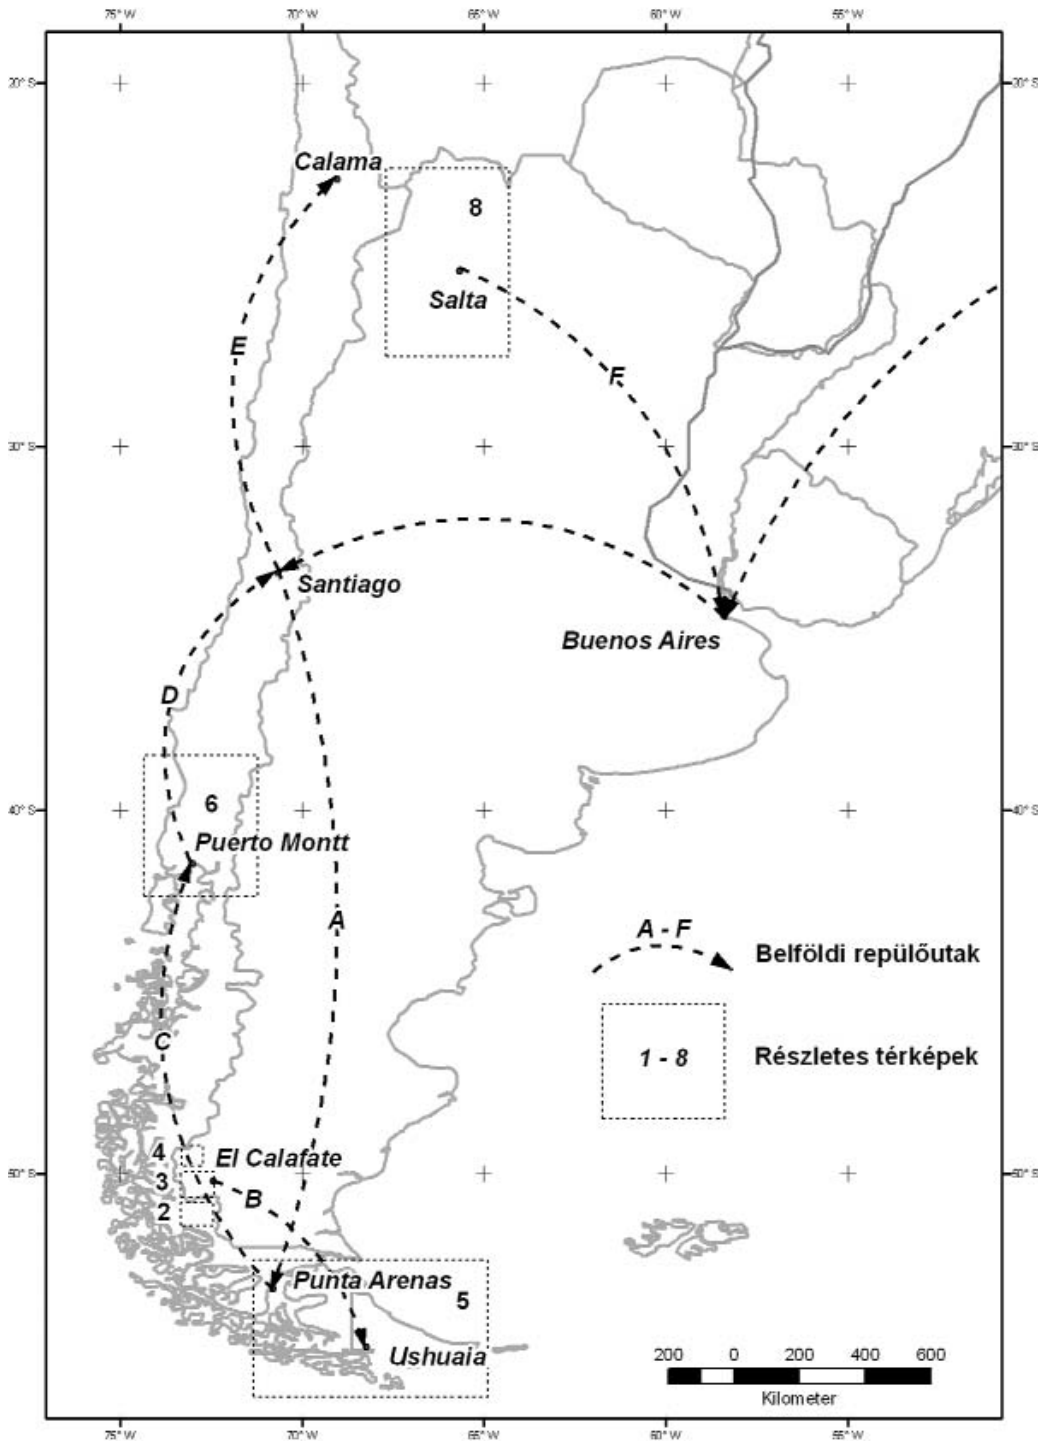 75° W 70° W 65° W 60° W 55° W
20° S
Calama
8
Salta
E
F
30° S 30° S
Santiago
Buenos Aires
D
6
40° S 40° S
Puerto Montt
A
A - F
Belföldi repülőutak
C
1 - 8
Részletes térképek
4
El Calafate
3
B
2
50° S
Punta Arenas
5
Ushuaia
200 0 200 400 600
Kilometer
75° W 70° W 65° W 60° W 55° W